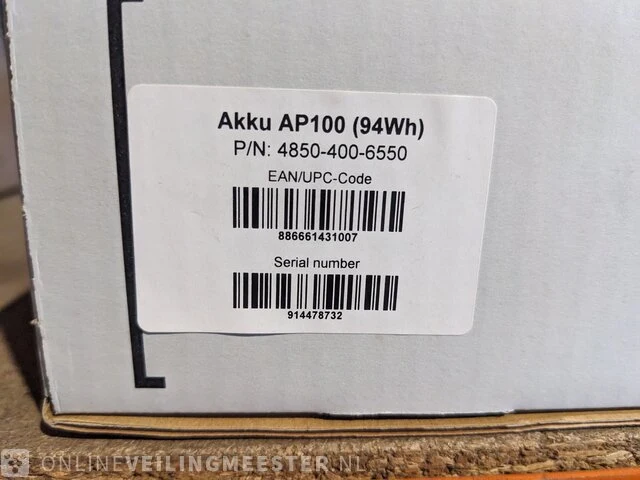 Akku AP100 (94Wh)
P/N: 4850-400-6550
EAN/UPC-Code
886661431007
Serial number
914478732
ONLINEVEILINGMEESTER.NL